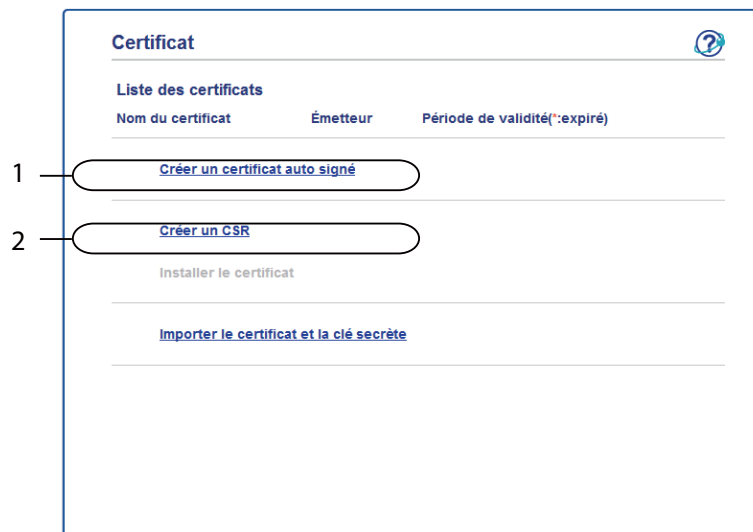 Certificat
?
Liste des certificats
Nom du certificat Émetteur Période de validité(*:expiré)
1
Créer un certificat auto signé
2
Créer un CSR
Installer le certificat
Importer le certificat et la clé secrète